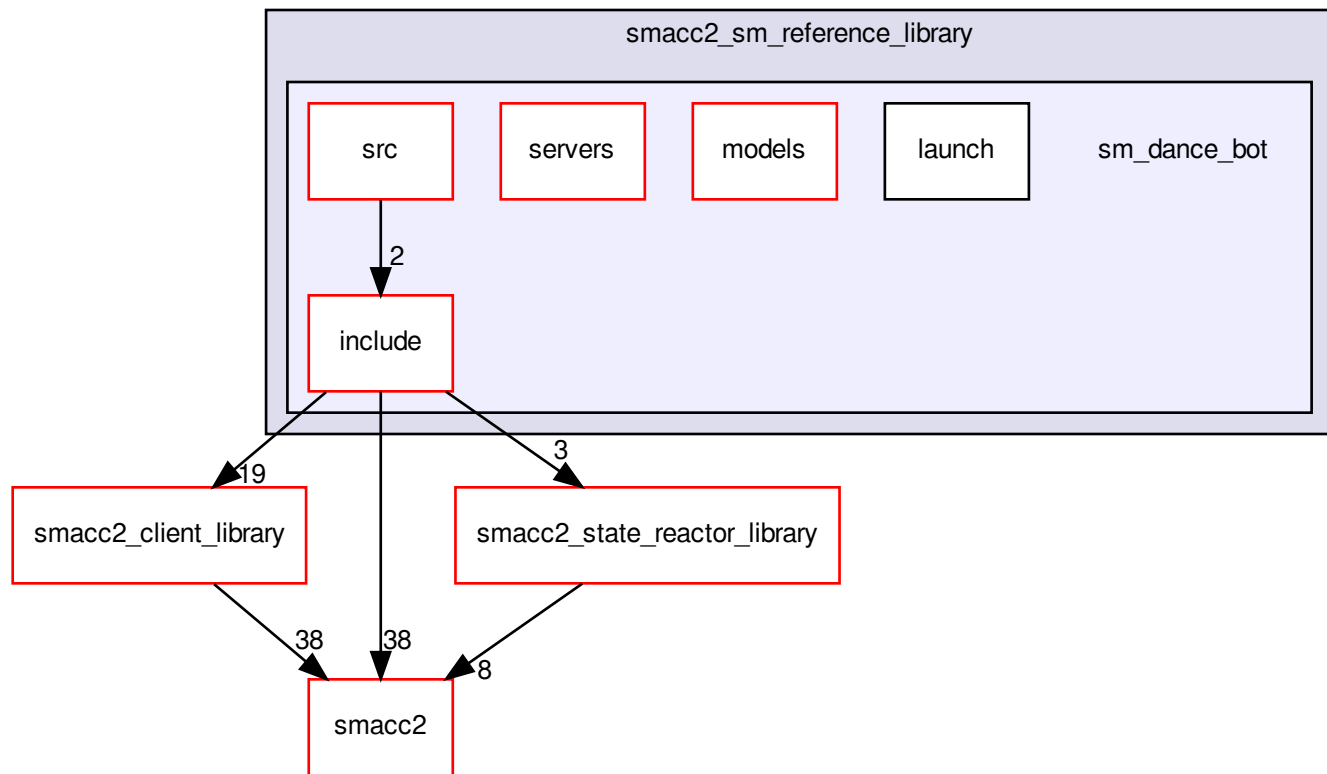 smacc2_sm_reference_library
src
servers
models
launch
sm_dance_bot
2
include
19
3
smacc2_client_library
smacc2_state_reactor_library
38
38
8
smacc2